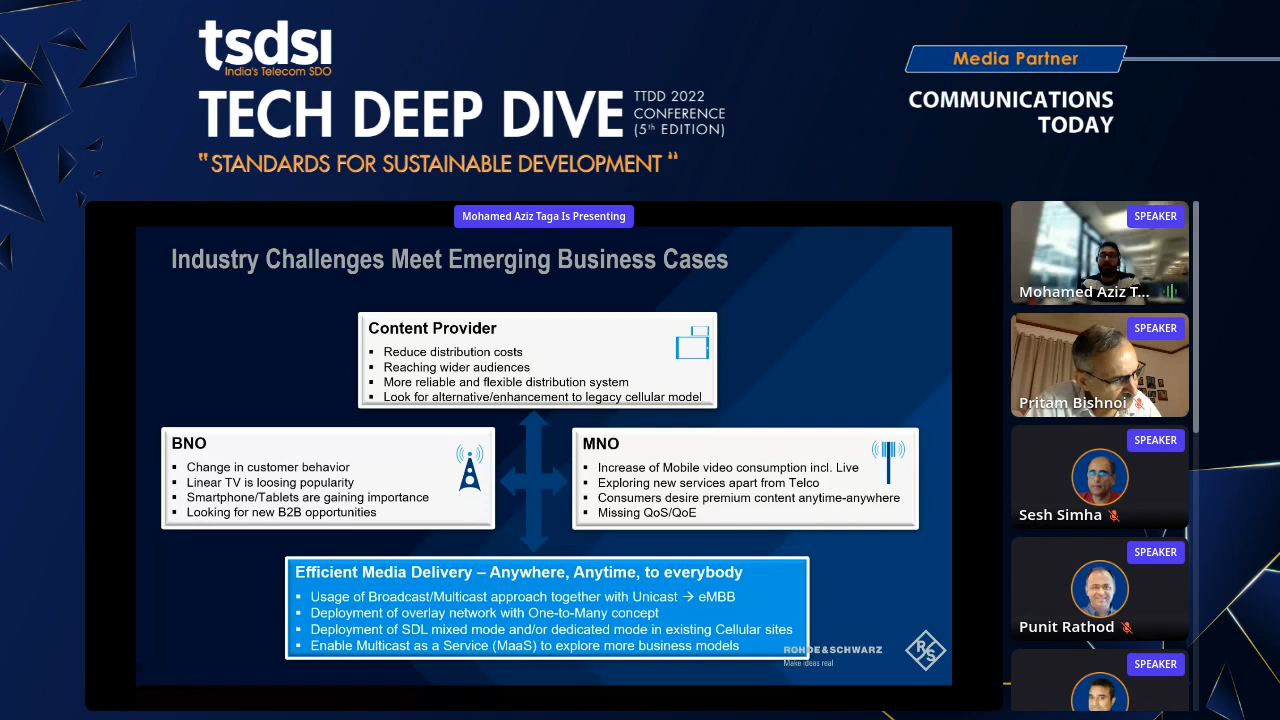 tsdsi
India's Telecom SDO
TECH DEEP DIVE
TTDD 2022
CONFERENCE
(5th EDITION)
"STANDARDS FOR SUSTAINABLE DEVELOPMENT"
Media Partner
COMMUNICATIONS
TODAY
Mohamed Aziz Taga Is Presenting
Industry Challenges Meet Emerging Business Cases
Content Provider
▪ Reduce distribution costs
▪ Reaching wider audiences
▪ More reliable and flexible distribution system
▪ Look for alternative/enhancement to legacy cellular model
BNO
▪ Change in customer behavior
▪ Linear TV is loosing popularity
▪ Smartphone/Tablets are gaining importance
▪ Looking for new B2B opportunities
MNO
▪ Increase of Mobile video consumption incl. Live
▪ Exploring new services apart from Telco
▪ Consumers desire premium content anytime-anywhere
▪ Missing QoS/QoE
Efficient Media Delivery – Anywhere, Anytime, to everybody
▪ Usage of Broadcast/Multicast approach together with Unicast → eMBB
▪ Deployment of overlay network with One-to-Many concept
▪ Deployment of SDL mixed mode and/or dedicated mode in existing Cellular sites
▪ Enable Multicast as a Service (MaaS) to explore more business models
ROHDE&SCHWARZ
Make ideas real
R S
SPEAKER
Mohamed Aziz T...
SPEAKER
Pritam Bishnoi
SPEAKER
Sesh Simha
SPEAKER
Punit Rathod
SPEAKER